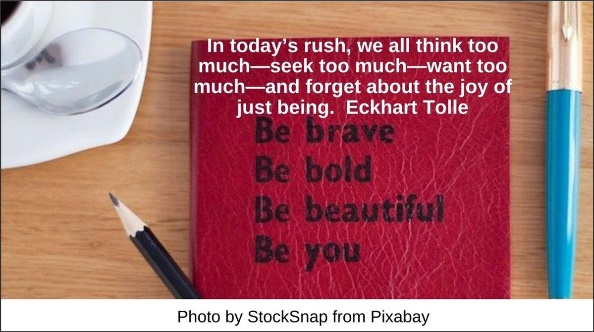 In today’s rush, we all think too
much—seek too much—want too
much—and forget about the joy of
just being.  Eckhart Tolle
Be brave
Be bold
Be beautiful
Be you
Photo by StockSnap from Pixabay